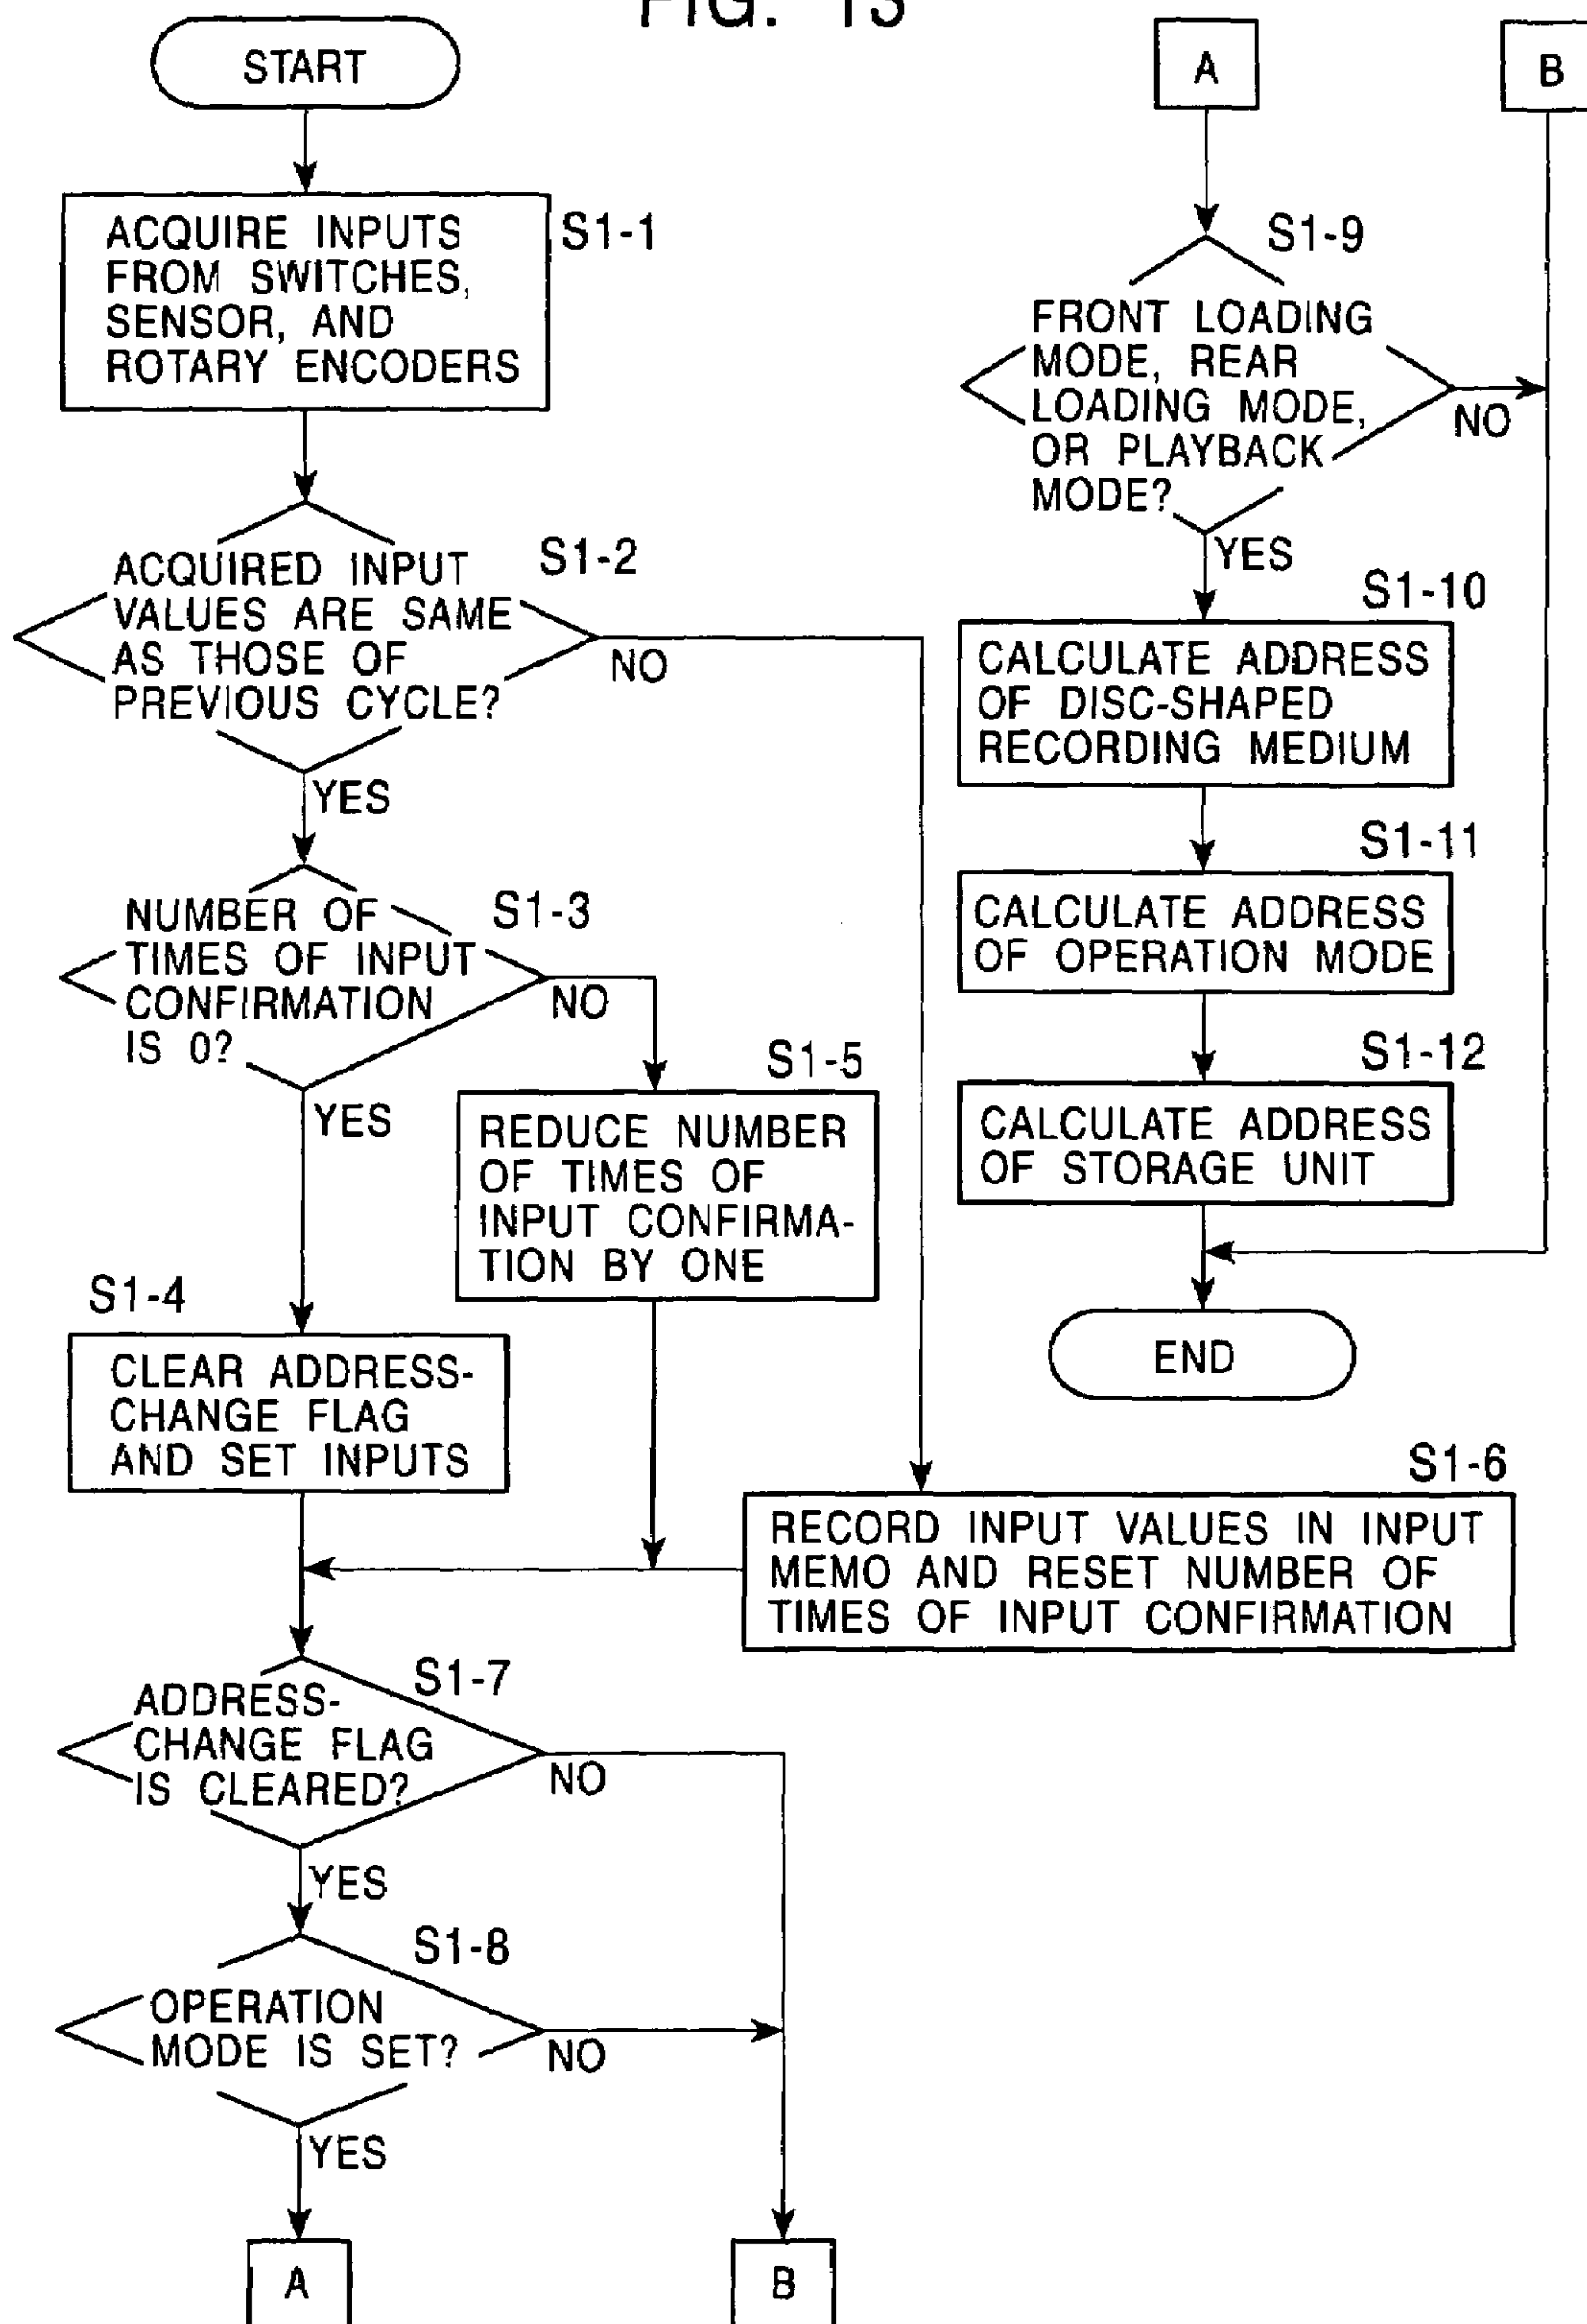 FIG. 13
START
ACQUIRE INPUTS
FROM SWITCHES,
SENSOR, AND
ROTARY ENCODERS
S1-1
ACQUIRED INPUT
VALUES ARE SAME
AS THOSE OF
PREVIOUS CYCLE?
S1-2
NO
YES
NUMBER OF
TIMES OF INPUT
CONFIRMATION
IS 0?
S1-3
NO
YES
S1-5
REDUCE NUMBER
OF TIMES OF
INPUT CONFIRMA-
TION BY ONE
S1-4
CLEAR ADDRESS-
CHANGE FLAG
AND SET INPUTS
S1-6
RECORD INPUT VALUES IN INPUT
MEMO AND RESET NUMBER OF
TIMES OF INPUT CONFIRMATION
S1-7
ADDRESS-
CHANGE FLAG
IS CLEARED?
NO
YES
S1-8
OPERATION
MODE IS SET?
NO
YES
A
B
A
B
S1-9
FRONT LOADING
MODE, REAR
LOADING MODE,
OR PLAYBACK
MODE?
NO
YES
S1-10
CALCULATE ADDRESS
OF DISC-SHAPED
RECORDING MEDIUM
S1-11
CALCULATE ADDRESS
OF OPERATION MODE
S1-12
CALCULATE ADDRESS
OF STORAGE UNIT
END